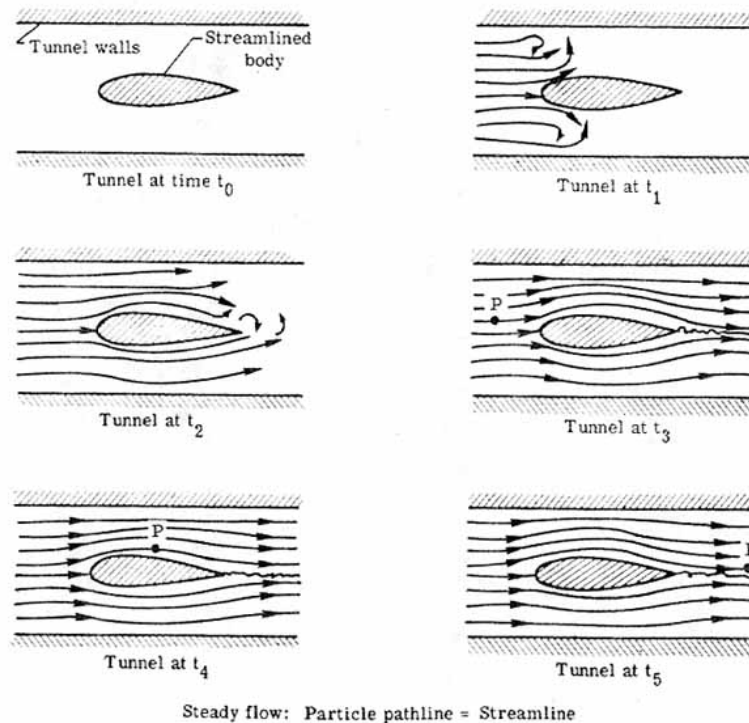 Tunnel walls
Streamlined
body
Tunnel at time t₀
Tunnel at t₁
Tunnel at t₂
P
Tunnel at t₃
P
Tunnel at t₄
Tunnel at t₅
Steady flow: Particle pathline = Streamline